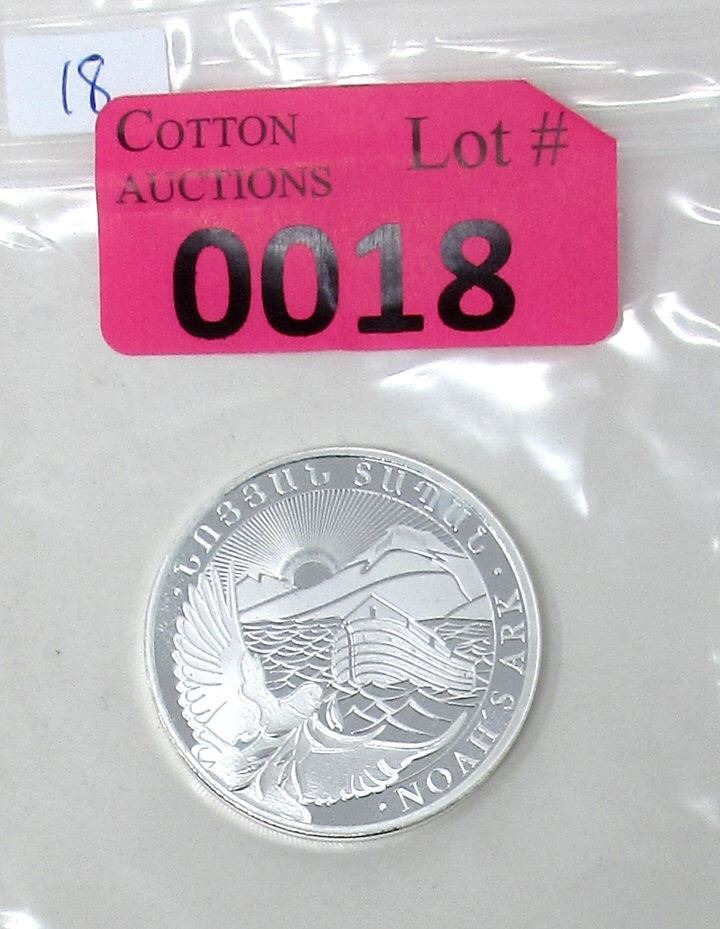 18
COTTON
AUCTIONS
Lot #
0018
· ՆՈՅՅԱՆ ՏԱՊԱՆ ·
· NOAH'S ARK